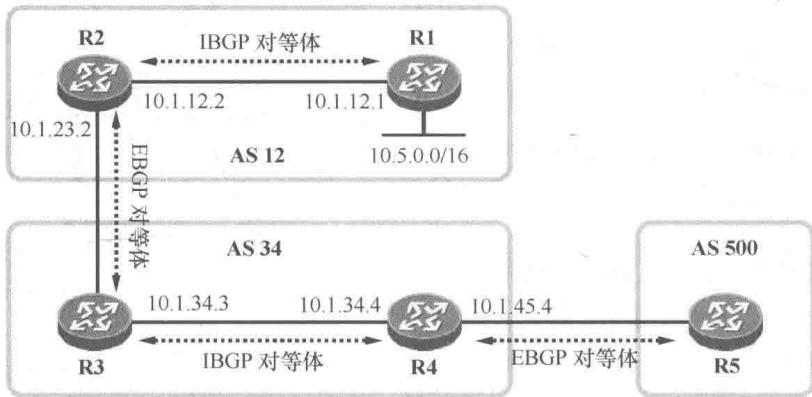 R2
IBGP 对等体
R1
10.1.12.2
10.1.12.1
10.1.23.2
AS 12
10.5.0.0/16
EBGP 对等体
AS 34
AS 500
10.1.34.3
10.1.34.4
10.1.45.4
R3
IBGP 对等体
R4
EBGP 对等体
R5